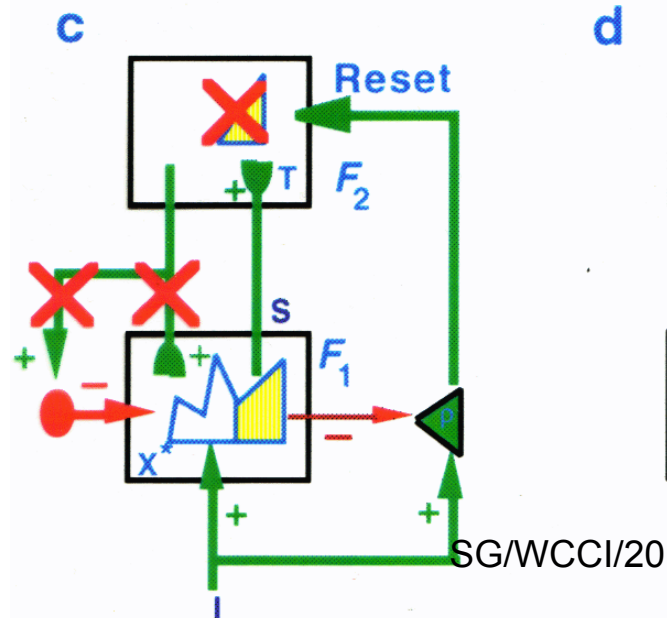 c
d
Reset
+
T
F2
S
+
+
F1
−
X*
−
P
+
+
SG/WCCI/20
I